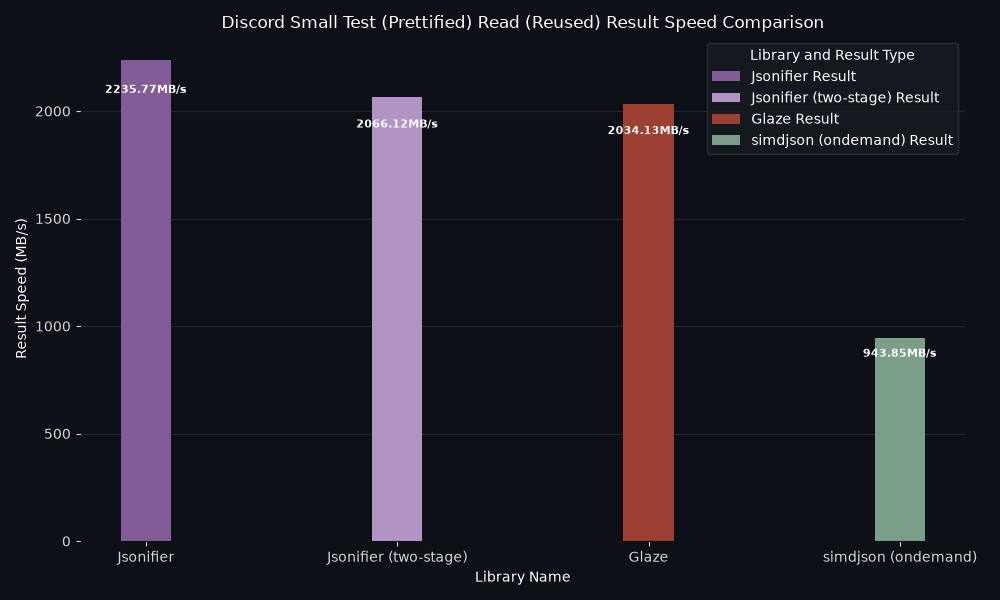 Discord Small Test (Prettified) Read (Reused) Result Speed Comparison
Library and Result Type
Jsonifier Result
Jsonifier (two-stage) Result
Glaze Result
simdjson (ondemand) Result
2235.77MB/s
2066.12MB/s
2034.13MB/s
943.85MB/s
Result Speed (MB/s)
2000
1500
1000
500
0
Jsonifier
Jsonifier (two-stage)
Glaze
simdjson (ondemand)
Library Name